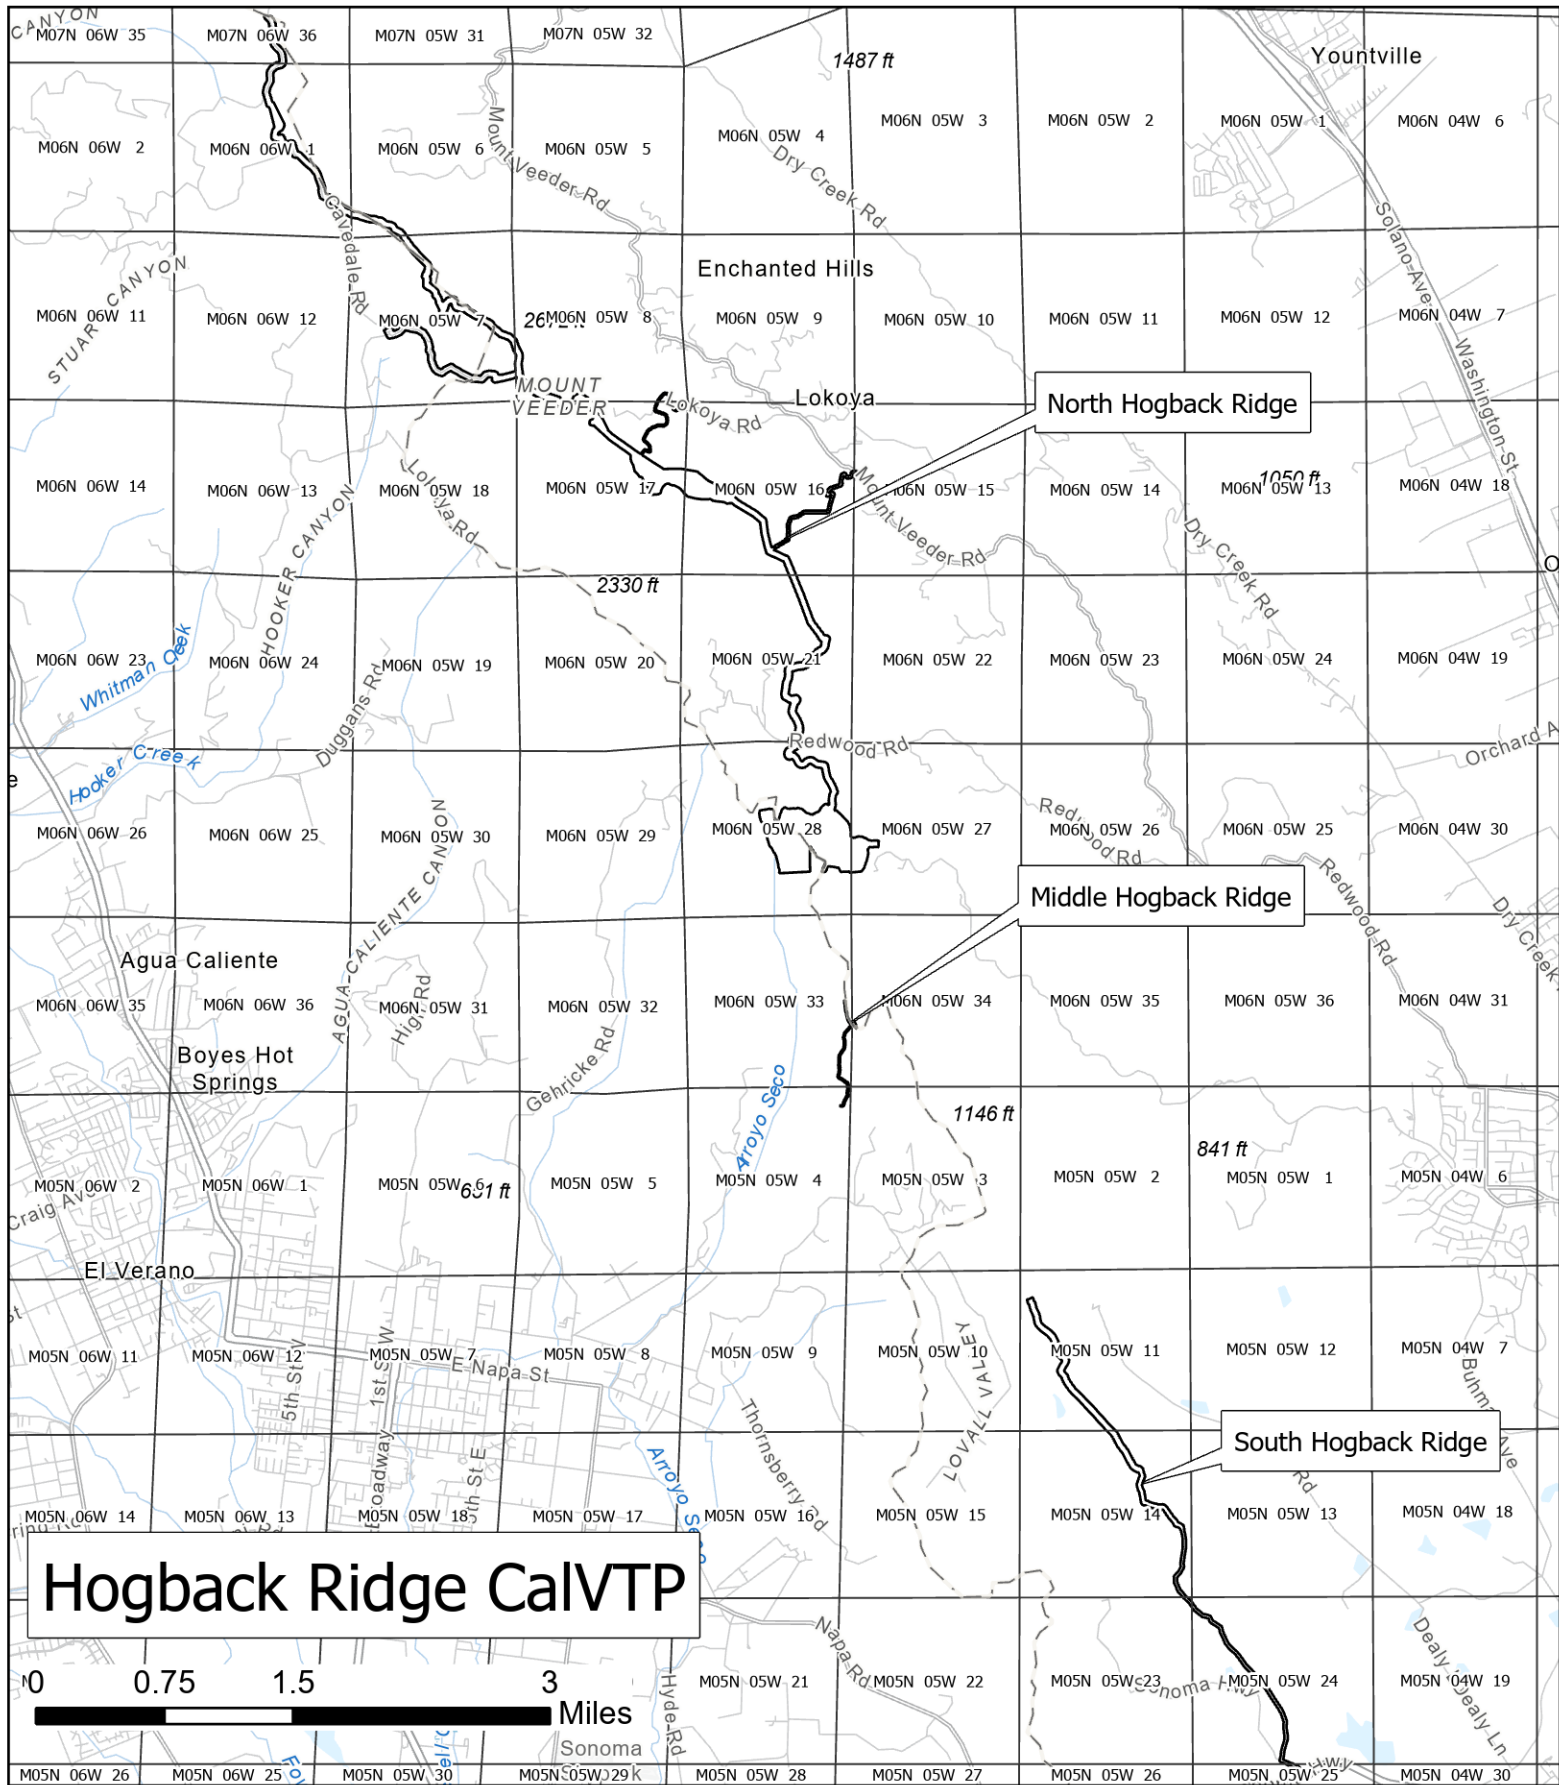 CANYON
M07N 06W 35
M07N 06W 36
M07N 05W 31
M07N 05W 32
1487 ft
Yountville
M06N 06W 2
M06N 06W 1
M06N 05W 6
M06N 05W 5
M06N 05W 4
M06N 05W 3
M06N 05W 2
M06N 05W 1
M06N 04W 6
Mount Veeder Rd
Dry Creek Rd
Cavedale Rd
Solano Ave
STUART CANYON
Enchanted Hills
M06N 06W 11
M06N 06W 12
M06N 05W 7
M06N 05W 8
M06N 05W 9
M06N 05W 10
M06N 05W 11
M06N 05W 12
M06N 04W 7
Washington St
MOUNT
VEEDER
Lokoya Rd
Lokoya
North Hogback Ridge
M06N 06W 14
M06N 06W 13
M06N 05W 18
M06N 05W 17
M06N 05W 16
M06N 05W 15
M06N 05W 14
1050 ft
M06N 05W 13
M06N 04W 18
Lokoya Rd
Mount Veeder Rd
Dry Creek Rd
HOOKER CANYON
2330 ft
O
Whitman Creek
M06N 06W 23
M06N 06W 24
M06N 05W 19
M06N 05W 20
M06N 05W 21
M06N 05W 22
M06N 05W 23
M06N 05W 24
M06N 04W 19
Duggans Rd
Redwood Rd
Orchard A
Hooker Creek
e
M06N 06W 26
M06N 06W 25
M06N 05W 30
M06N 05W 29
M06N 05W 28
M06N 05W 27
M06N 05W 26
M06N 05W 25
M06N 04W 30
Redwood Rd
Redwood Rd
Dry Creek
AGUA CALIENTE CANYON
Middle Hogback Ridge
Agua Caliente
M06N 06W 35
M06N 06W 36
M06N 05W 31
M06N 05W 32
M06N 05W 33
M06N 05W 34
M06N 05W 35
M06N 05W 36
M06N 04W 31
High Rd
Gehricke Rd
Boyes Hot
Springs
Arroyo Seco
1146 ft
841 ft
M05N 06W 2
M05N 06W 1
M05N 05W 6
M05N 05W 5
M05N 05W 4
M05N 05W 3
M05N 05W 2
M05N 05W 1
M05N 04W 6
Craig Ave
El Verano
M05N 06W 11
M05N 06W 12
M05N 05W 7
M05N 05W 8
M05N 05W 9
M05N 05W 10
M05N 05W 11
M05N 05W 12
M05N 04W 7
5th St W
1st St W
E Napa St
LOVALL VALLEY
Thornsberry Rd
Broadway
5th St E
Arroyo Seco
South Hogback Ridge
Rd
M05N 06W 14
M05N 06W 13
M05N 05W 18
M05N 05W 17
M05N 05W 16
M05N 05W 15
M05N 05W 14
M05N 05W 13
M05N 04W 18
Hogback Ridge CalVTP
Napa Rd
Hyde Rd
Dealy Ln
0 0.75 1.5 3
Miles
M05N 05W 21
M05N 05W 22
M05N 05W 23
M05N 05W 24
M05N 04W 19
Sonoma Hwy
Sonoma
Hwy
M05N 06W 26
M05N 06W 25
M05N 05W 30
M05N 05W 29
M05N 05W 28
M05N 05W 27
M05N 05W 26
M05N 05W 25
M05N 04W 30